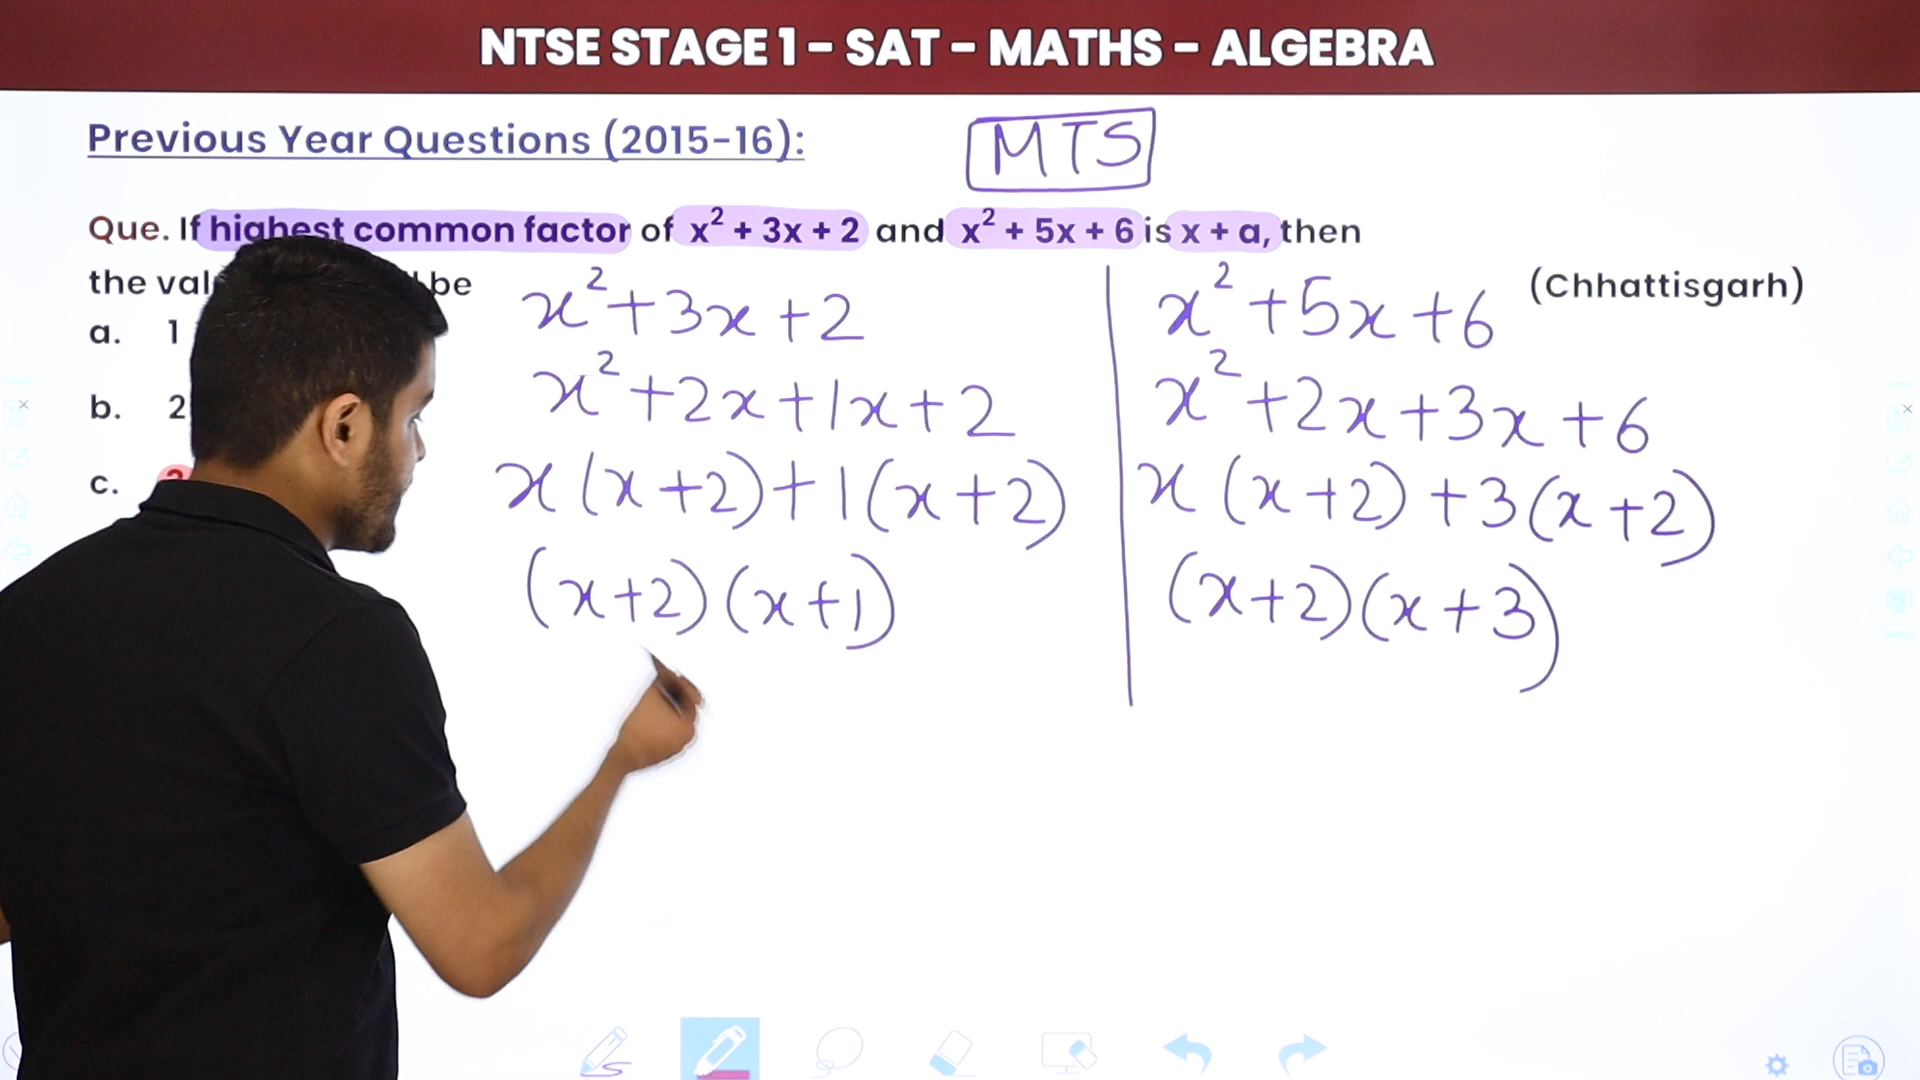 NTSE STAGE 1 - SAT - MATHS - ALGEBRA
Previous Year Questions (2015-16):
MTS
Que. If highest common factor of x² + 3x + 2 and x² + 5x + 6 is x + a, then
the be
(Chhattisgarh)
a. 1
b. 2
c.
x² + 3x + 2
x² + 2x + 1x + 2
x (x + 2) + 1 (x + 2)
(x + 2) (x + 1)
x² + 5x + 6
x² + 2x + 3x + 6
x (x + 2) + 3 (x + 2)
(x + 2) (x + 3)